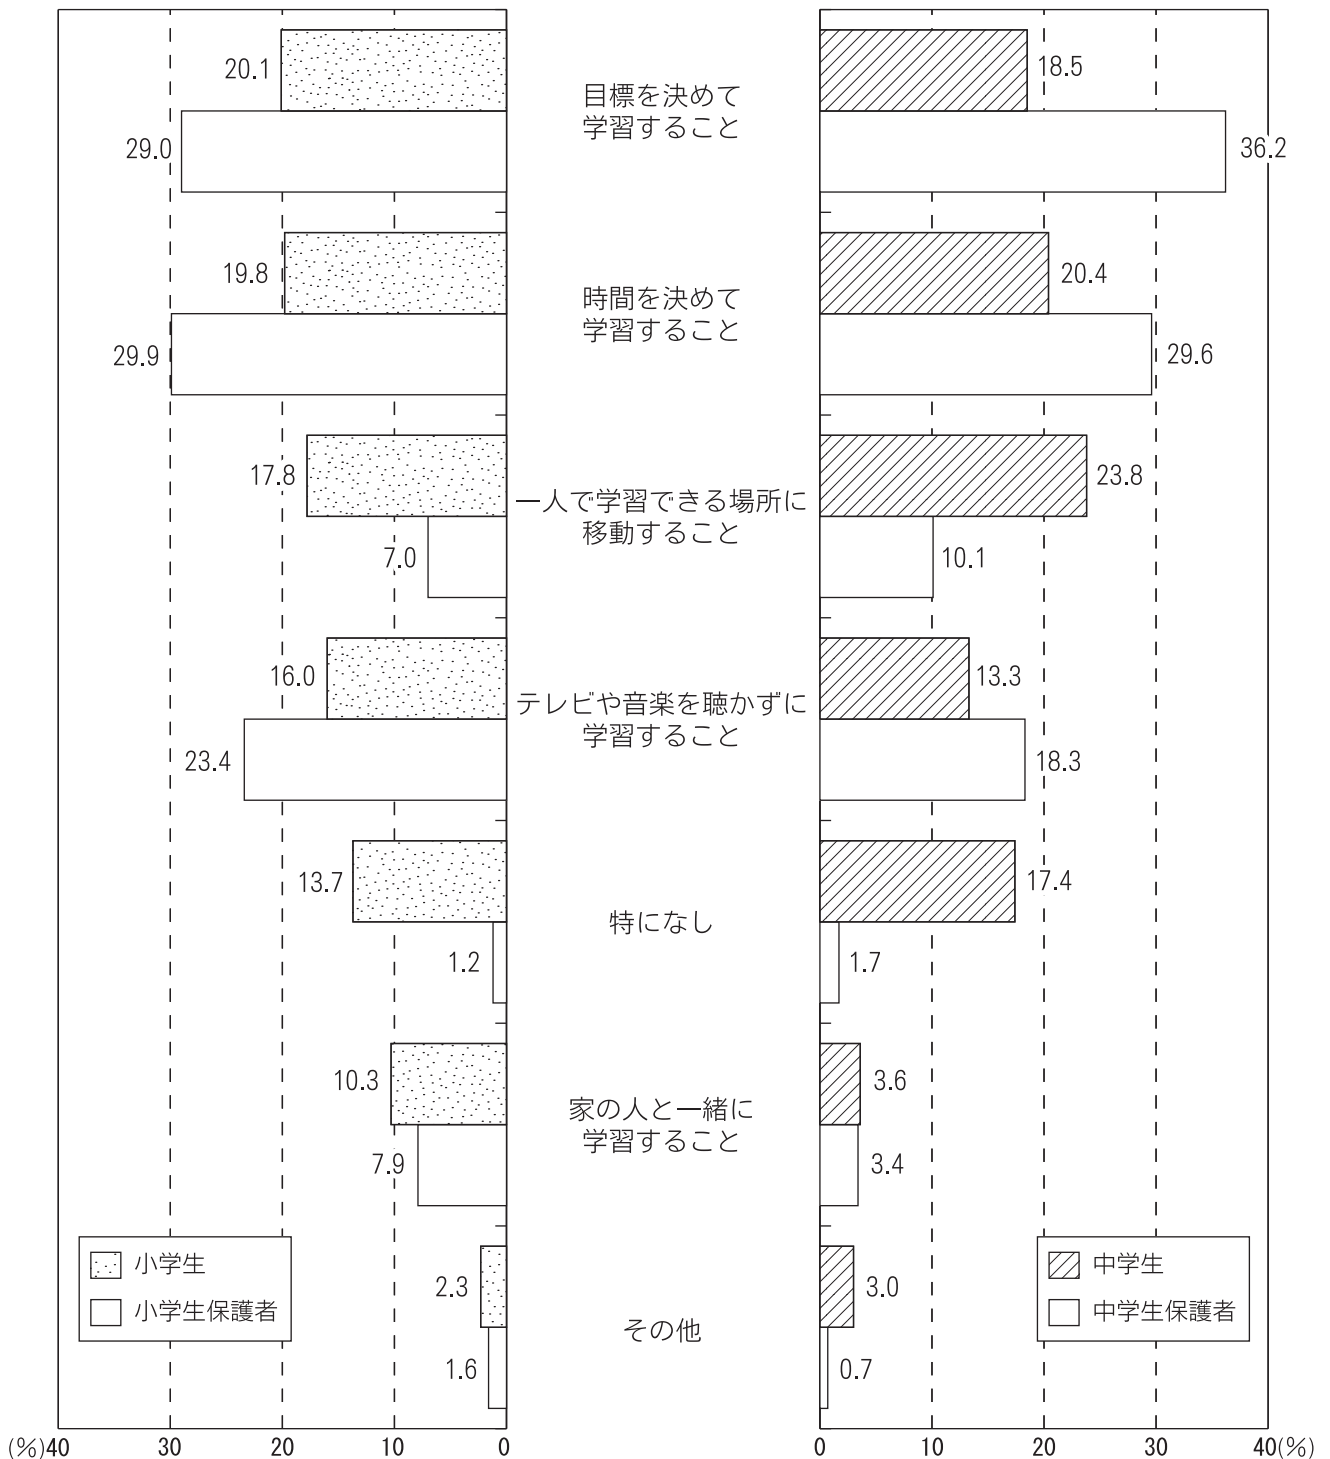 20.1
29.0
目標を決めて
学習すること
18.5
36.2
19.8
29.9
時間を決めて
学習すること
20.4
29.6
17.8
7.0
一人で学習できる場所に
移動すること
23.8
10.1
16.0
23.4
テレビや音楽を聴かずに
学習すること
13.3
18.3
13.7
1.2
特になし
17.4
1.7
10.3
7.9
家の人と一緒に
学習すること
3.6
3.4
2.3
1.6
その他
3.0
0.7
小学生
小学生保護者
中学生
中学生保護者
(%)40 30 20 10 0
0 10 20 30 40(%)